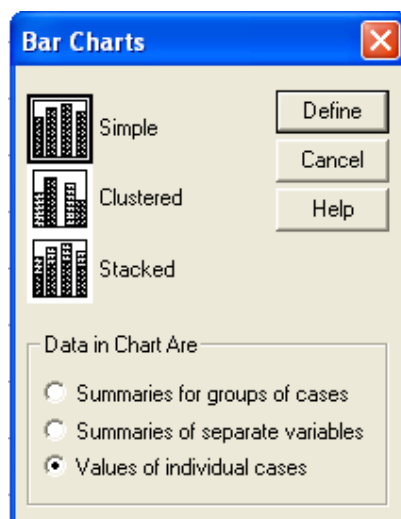 Bar Charts
Simple
Define
Cancel
Clustered
Help
Stacked
Data in Chart Are
Summaries for groups of cases
Summaries of separate variables
Values of individual cases